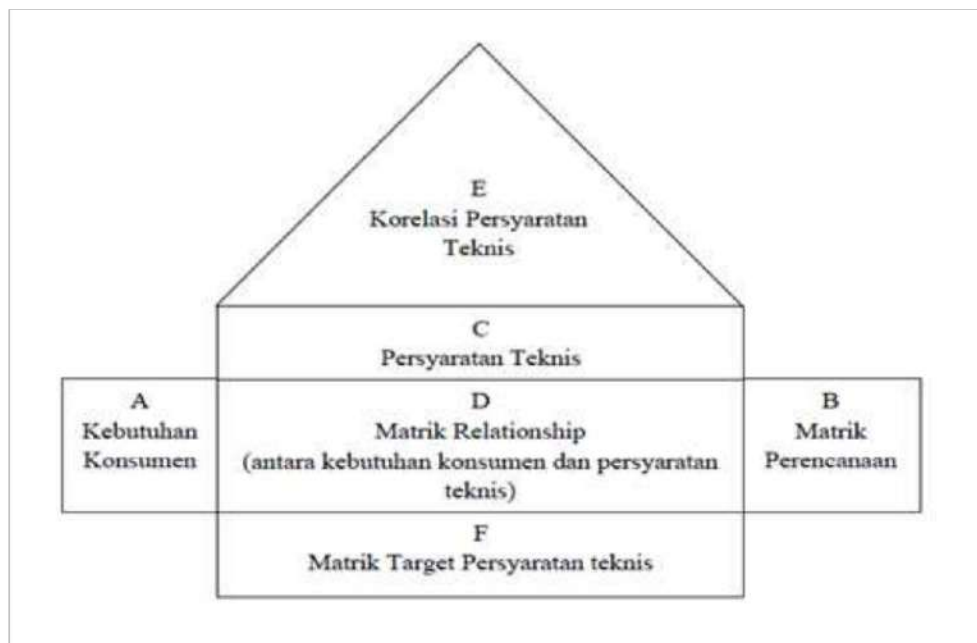 E
Korelasi Persyaratan
Teknis
C
Persyaratan Teknis
A
Kebutuhan
Konsumen
D
Matrik Relationship
(antara kebutuhan konsumen dan persyaratan
teknis)
B
Matrik
Perencanaan
F
Matrik Target Persyaratan teknis